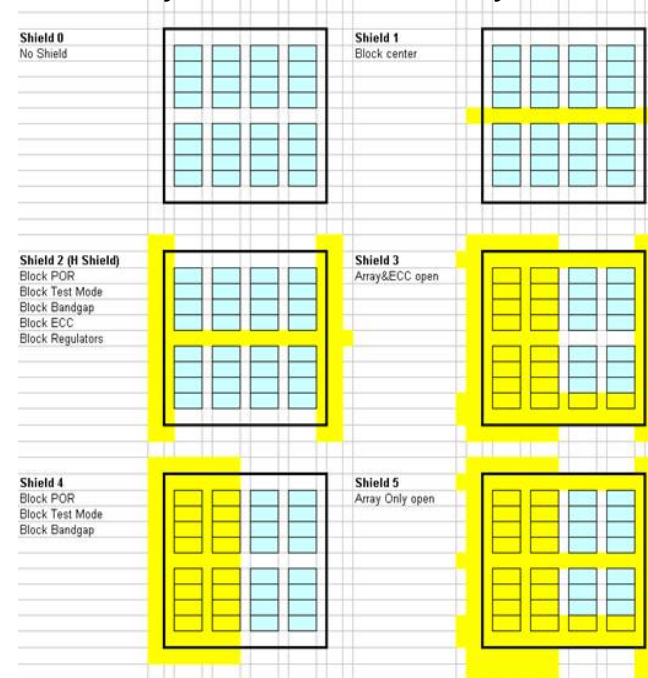 Shield 0
No Shield
Shield 1
Block center
Shield 2 (H Shield)
Block POR
Block Test Mode
Block Bandgap
Block ECC
Block Regulators
Shield 3
Array&ECC open
Shield 4
Block POR
Block Test Mode
Block Bandgap
Shield 5
Array Only open